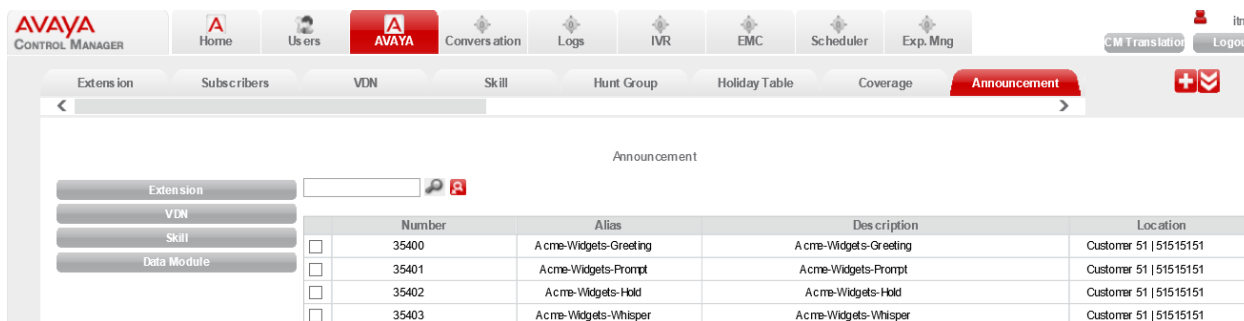 AVAYA
CONTROL MANAGER
Home Users AVAYA Conversation Logs IVR EMC Scheduler Exp. Mng
CM Translation Logou
Extension Subscribers VDN Skill Hunt Group Holiday Table Coverage Announcement
Announcement
Extension
VDN
Skill
Data Module
Number Alias Description Location
35400 Acme-Widgets-Greeting Acme-Widgets-Greeting Customer 51 | 51515151
35401 Acme-Widgets-Prompt Acme-Widgets-Prompt Customer 51 | 51515151
35402 Acme-Widgets-Hold Acme-Widgets-Hold Customer 51 | 51515151
35403 Acme-Widgets-Whisper Acme-Widgets-Whisper Customer 51 | 51515151